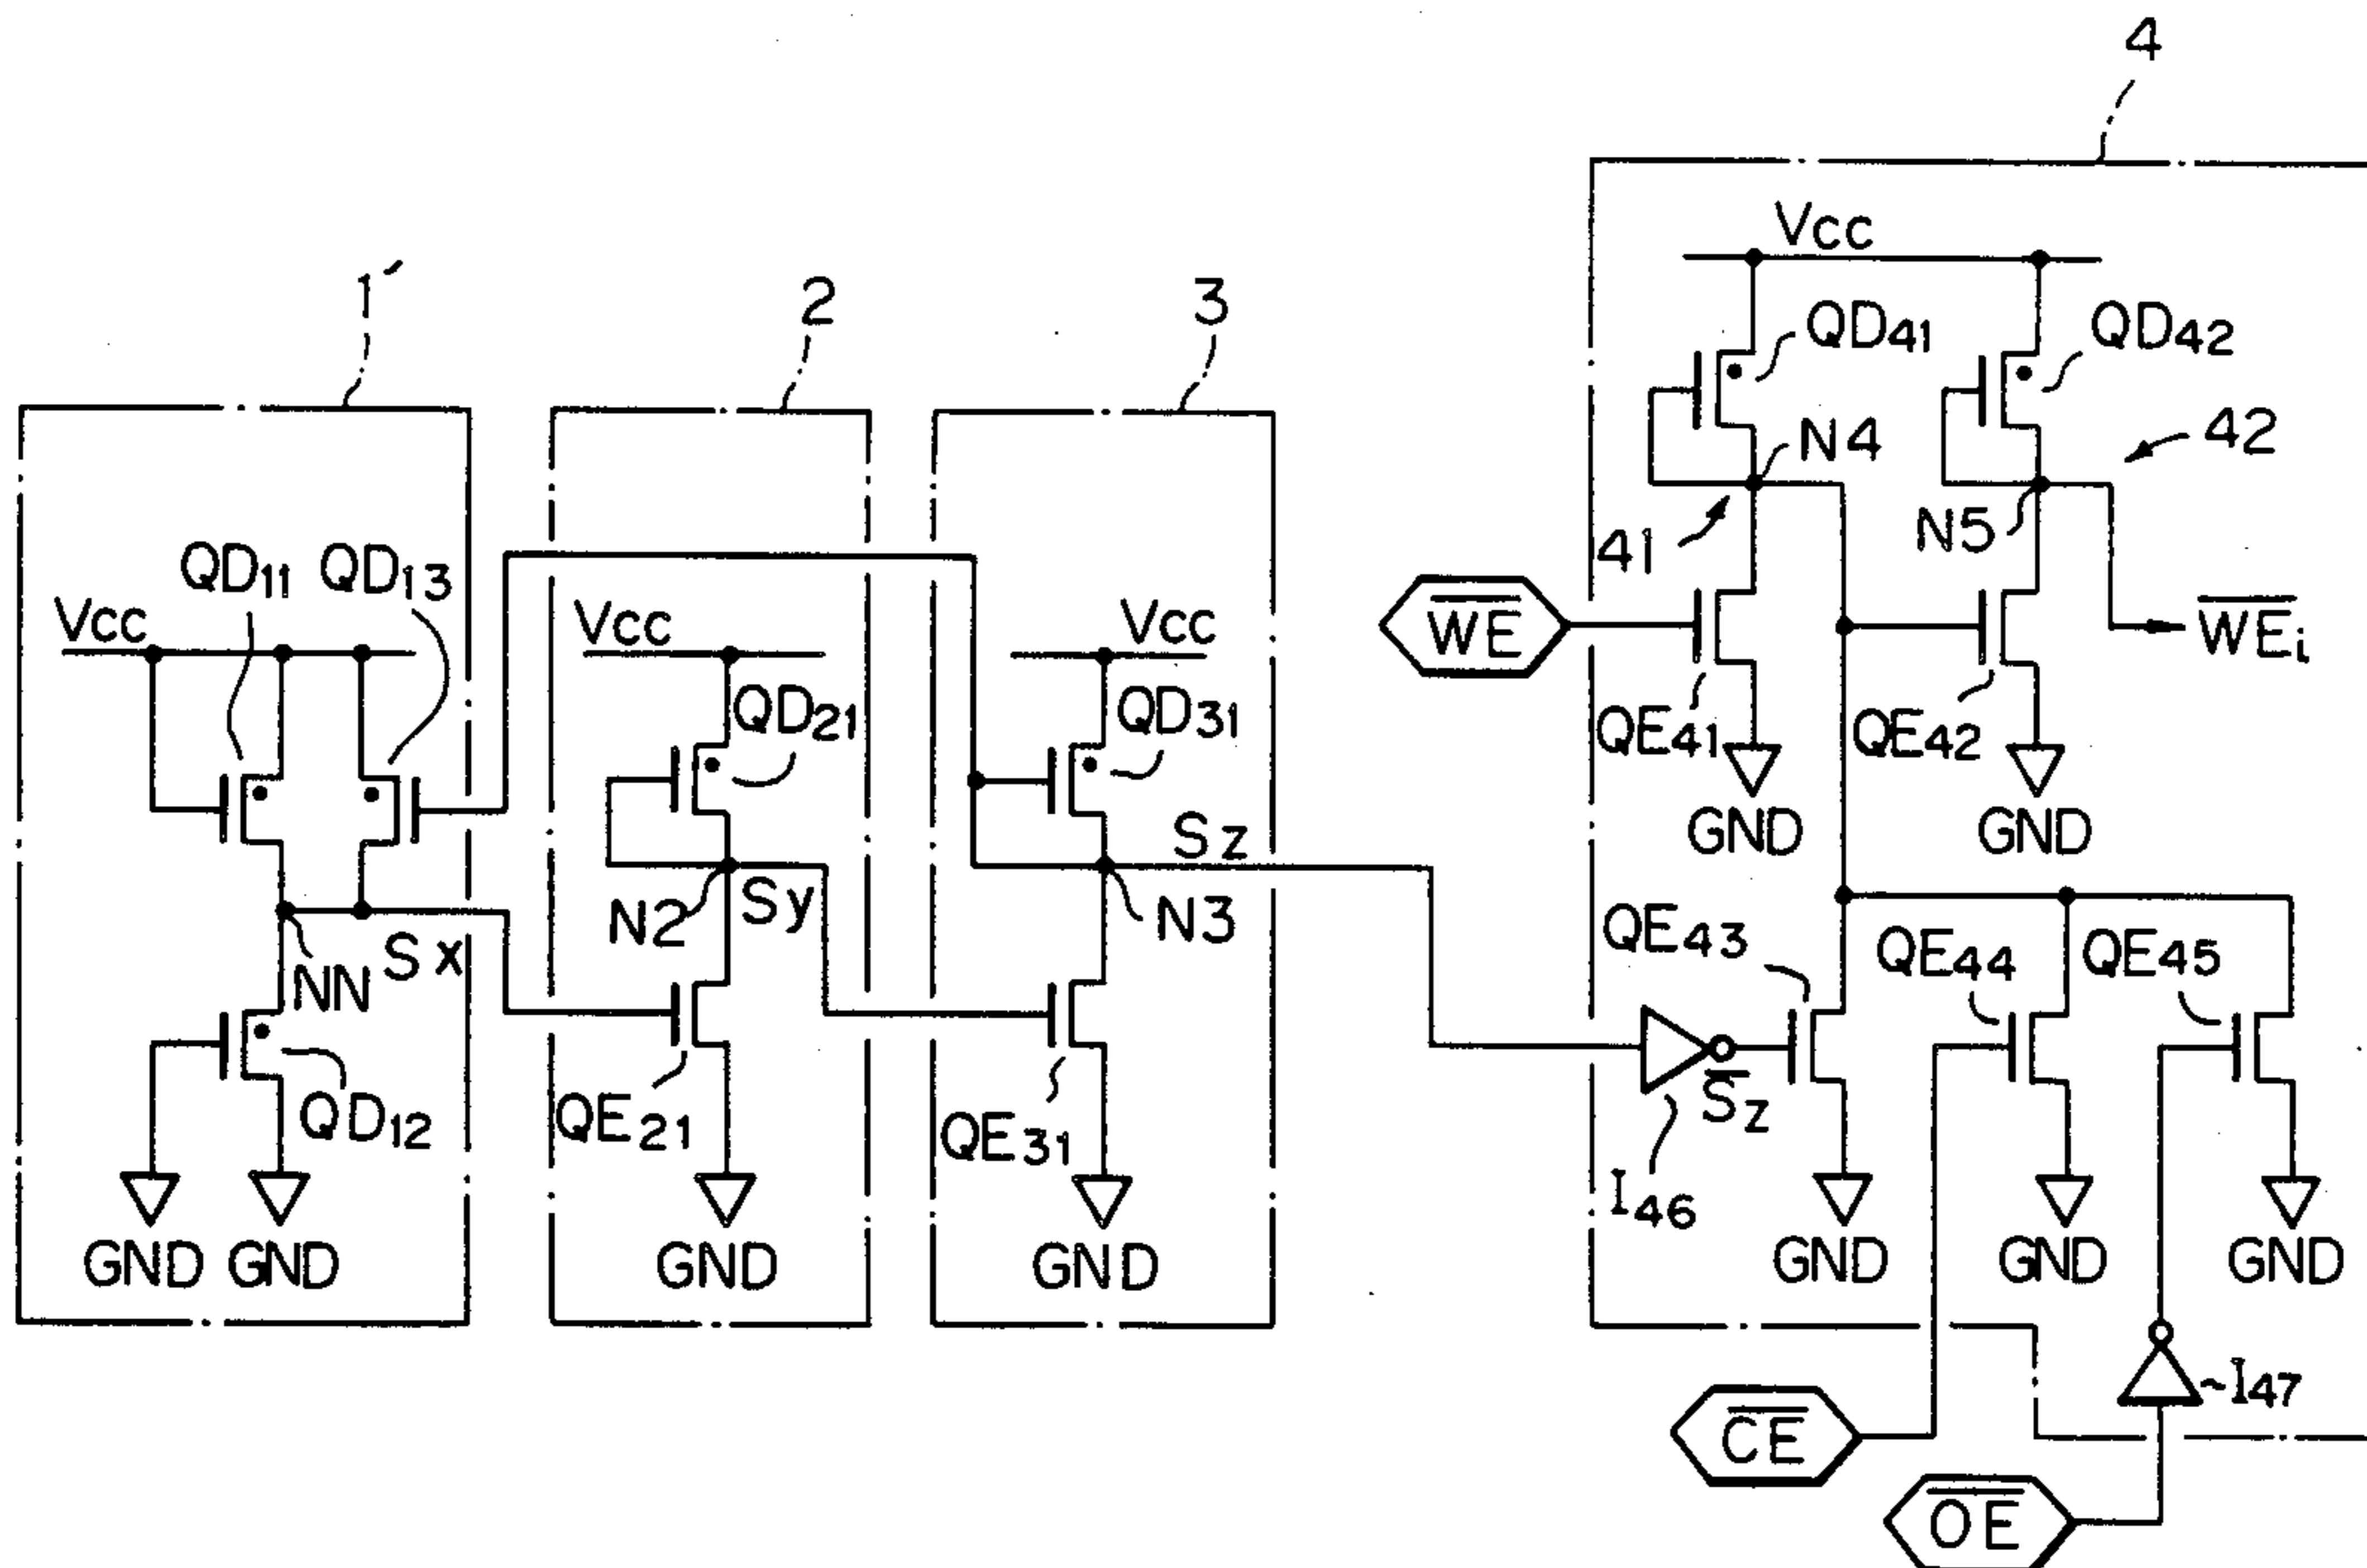 4
1′
2
3
Vcc
QD41
QD42
N4
42
41
N5
WE
WEi
QE41
QE42
GND
GND
QD11
QD13
Vcc
NN
Sx
QD12
GND
GND
Vcc
QD21
N2
Sy
QE21
GND
Vcc
QD31
Sz
N3
QE31
GND
QE43
QE44
QE45
Sz
I46
GND
GND
GND
I47
CE
OE